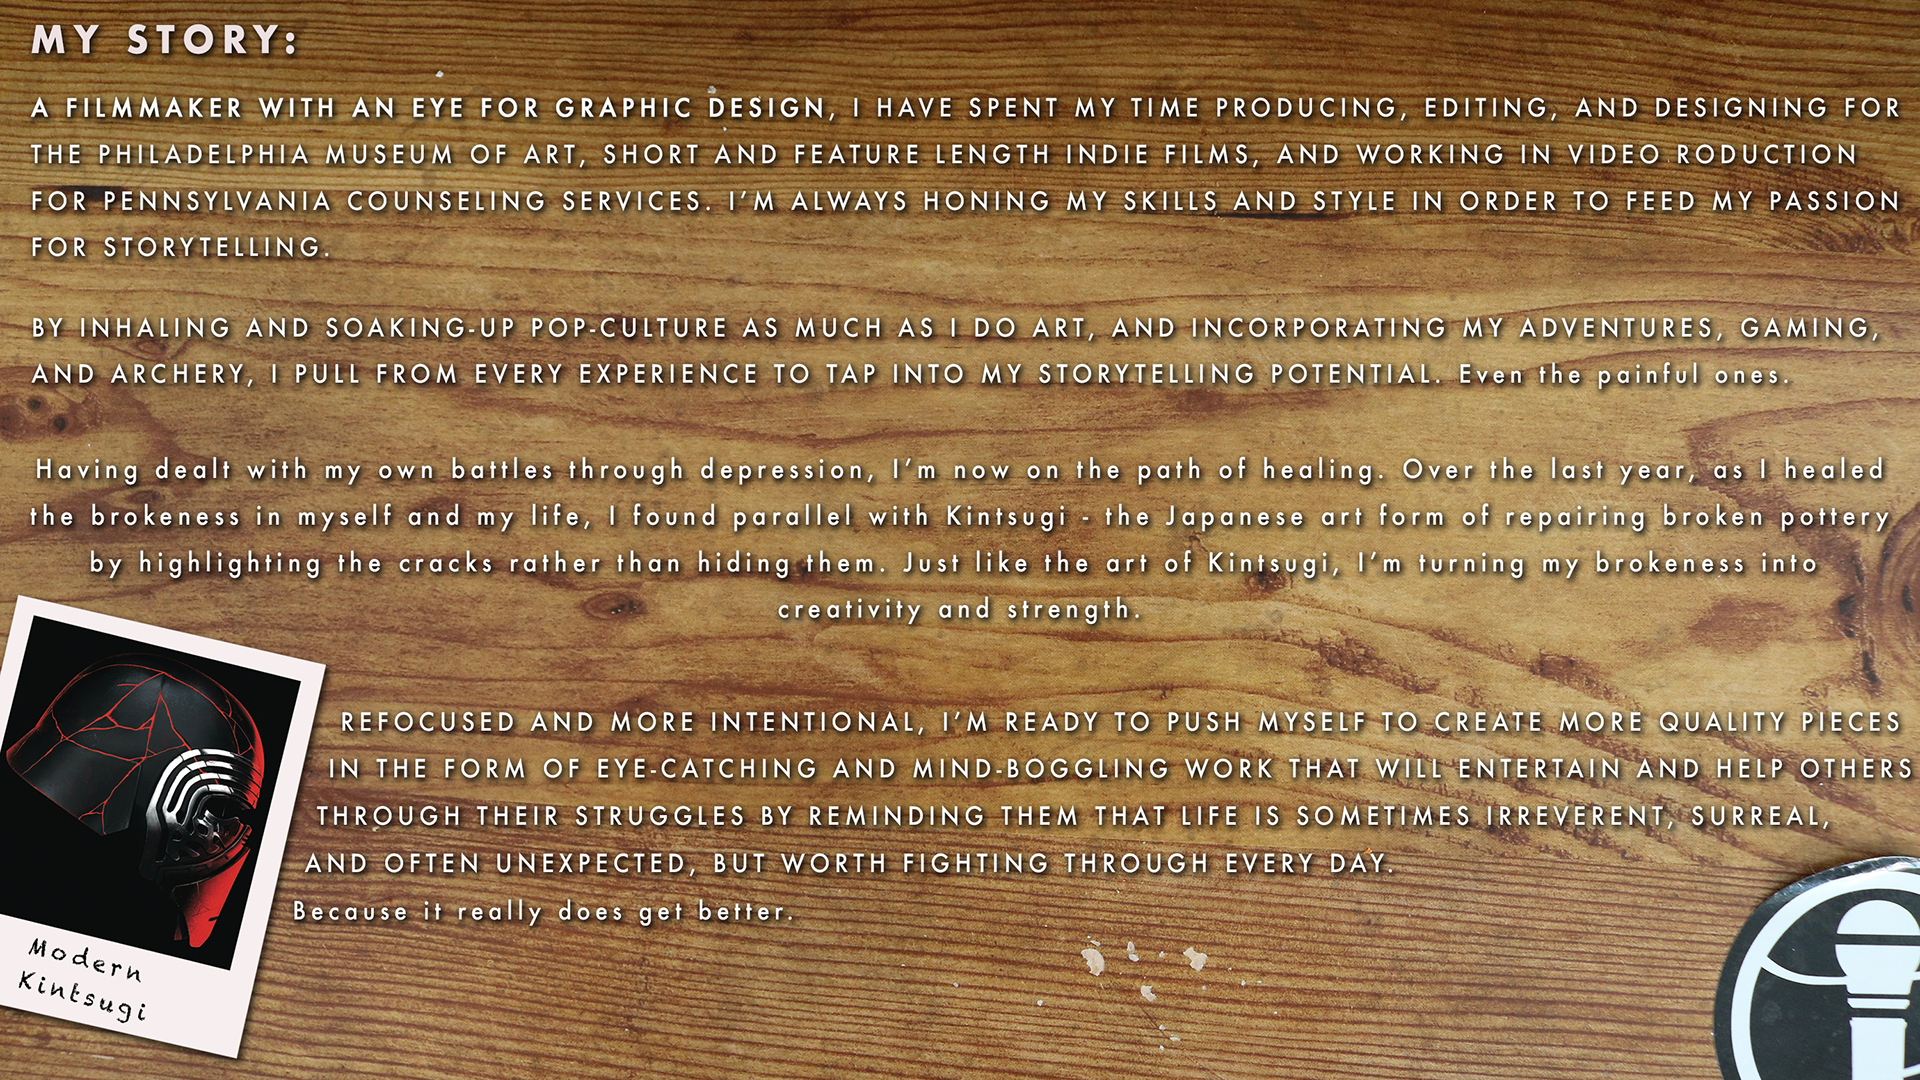 MY STORY:
A FILMMAKER WITH AN EYE FOR GRAPHIC DESIGN, I HAVE SPENT MY TIME PRODUCING, EDITING, AND DESIGNING FOR
THE PHILADELPHIA MUSEUM OF ART, SHORT AND FEATURE LENGTH INDIE FILMS, AND WORKING IN VIDEO RODUCTION
FOR PENNSYLVANIA COUNSELING SERVICES. I'M ALWAYS HONING MY SKILLS AND STYLE IN ORDER TO FEED MY PASSION
FOR STORYTELLING.
BY INHALING AND SOAKING-UP POP-CULTURE AS MUCH AS I DO ART, AND INCORPORATING MY ADVENTURES, GAMING,
AND ARCHERY, I PULL FROM EVERY EXPERIENCE TO TAP INTO MY STORYTELLING POTENTIAL. Even the painful ones.
Having dealt with my own battles through depression, I'm now on the path of healing. Over the last year, as I healed
the brokeness in myself and my life, I found parallel with Kintsugi - the Japanese art form of repairing broken pottery
by highlighting the cracks rather than hiding them. Just like the art of Kintsugi, I'm turning my brokeness into
creativity and strength.
REFOCUSED AND MORE INTENTIONAL, I'M READY TO PUSH MYSELF TO CREATE MORE QUALITY PIECES
IN THE FORM OF EYE-CATCHING AND MIND-BOGGLING WORK THAT WILL ENTERTAIN AND HELP OTHERS
THROUGH THEIR STRUGGLES BY REMINDING THEM THAT LIFE IS SOMETIMES IRREVERENT, SURREAL,
AND OFTEN UNEXPECTED, BUT WORTH FIGHTING THROUGH EVERY DAY.
Because it really does get better.
Modern
Kintsugi